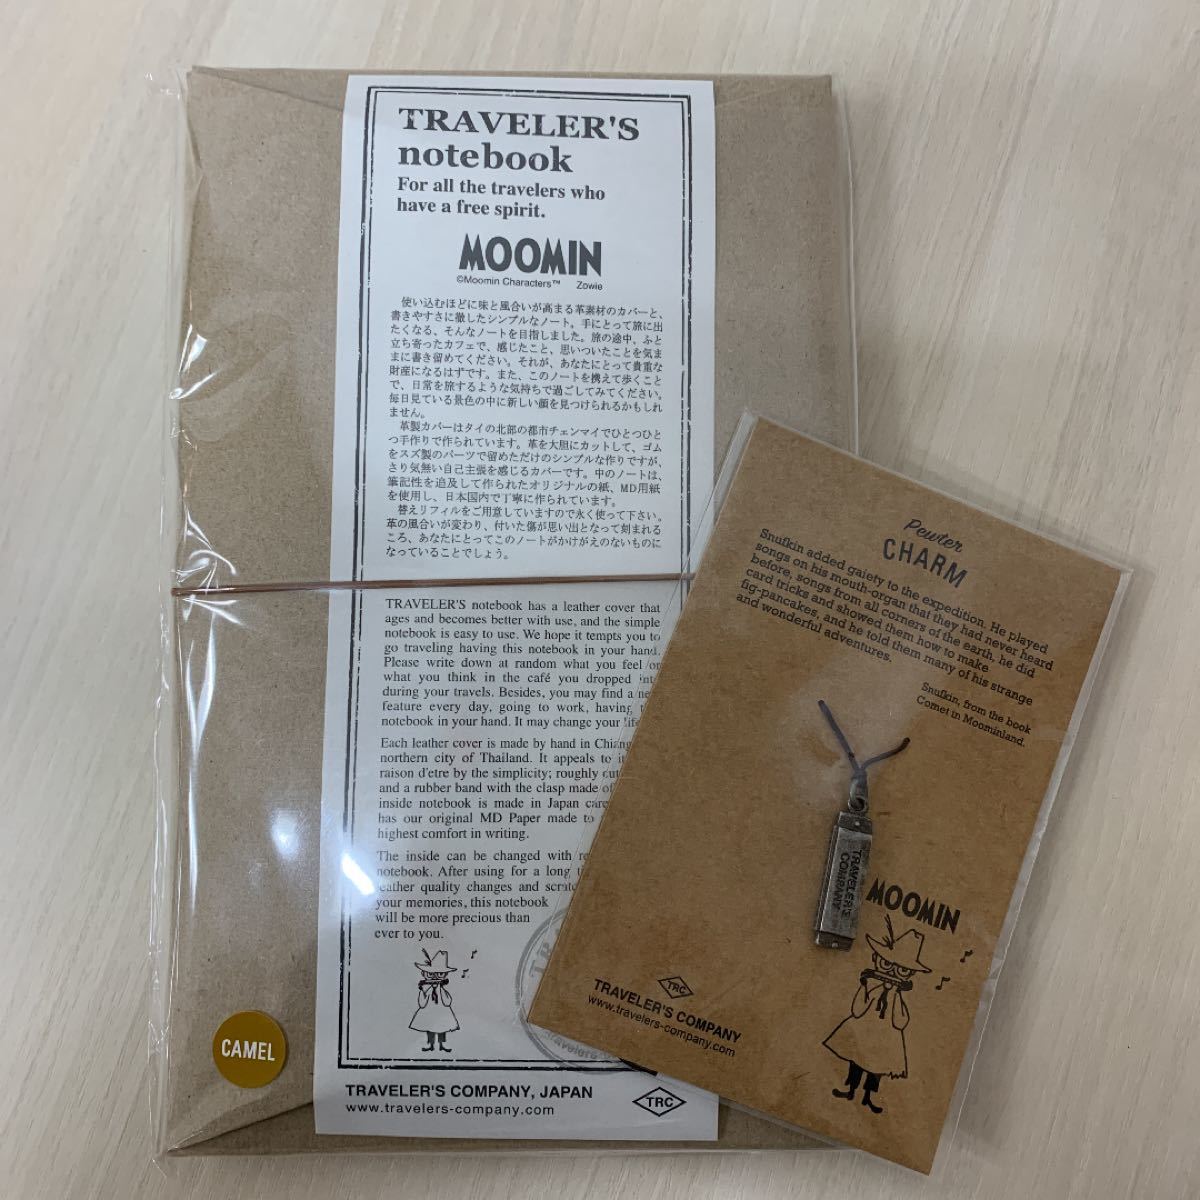 TRAVELER'S
notebook
For all the travelers who
have a free spirit.
MOOMIN
©Moomin Characters™ Zowie
使い込むほどに味と風合いが高まる革素材のカバーと、
書きやすさに徹したシンプルなノート。手にとって旅に出
たくなる、そんなノートを目指しました。旅の途中、ふと
立ち寄ったカフェで、感じたこと、思いついたことを気ま
まに書き留めてください。それが、あなたにとって貴重な
財産になるはずです。また、このノートを携えて歩くこと
で、日常を旅するような気持ちで過ごしてみてください。
毎日見ている景色の中に新しい顔を見つけられるかもしれ
ません。
革製カバーはタイの北部の都市チェンマイでひとつひと
つ手作りで作られています。革を大胆にカットして、ゴム
をスズ製のパーツで留めただけのシンプルな作りですが、
さり気無い自己主張を感じるカバーです。中のノートは、
筆記性を追及して作られたオリジナルの紙、MD用紙
を使用し、日本国内で丁寧に作られています。
替えリフィルをご用意していますので永く使って下さい。
革の風合いが変わり、付いた傷が思い出となって刻まれる
ころ、あなたにとってこのノートがかけがえのないものに
なっていることでしょう。
TRAVELER'S notebook has a leather cover that
ages and becomes better with use, and the simple
notebook is easy to use. We hope it tempts you to
go traveling having this notebook in your hand.
Please write down at random what you feel or
what you think in the café you dropped into
during your travels. Besides, you may find a new
feature every day, going to work, having
notebook in your hand. It may change your life
Each leather cover is made by hand in Chiang
northern city of Thailand. It appeals to
raison d'etre by the simplicity; roughly cut
and a rubber band with the clasp made of
inside notebook is made in Japan
has our original MD Paper made to
highest comfort in writing.
The inside can be changed with
notebook. After using for a long
leather quality changes and
your memories, this notebook
will be more precious than
ever to you.
CAMEL
TRAVELER'S COMPANY, JAPAN
www.travelers-company.com
TRC
Pewter
CHARM
Snufkin added gaiety to the expedition. He played
songs on his mouth-organ that they had never heard
before, songs from all corners of the earth, he did
card tricks and showed them how to make
fig-pancakes, and he told them many of his strange
and wonderful adventures.
Snufkin, from the book
Comet in Moominland.
TRAVELER'S
COMPANY
MOOMIN
TRC
TRAVELER'S COMPANY
www.travelers-company.com